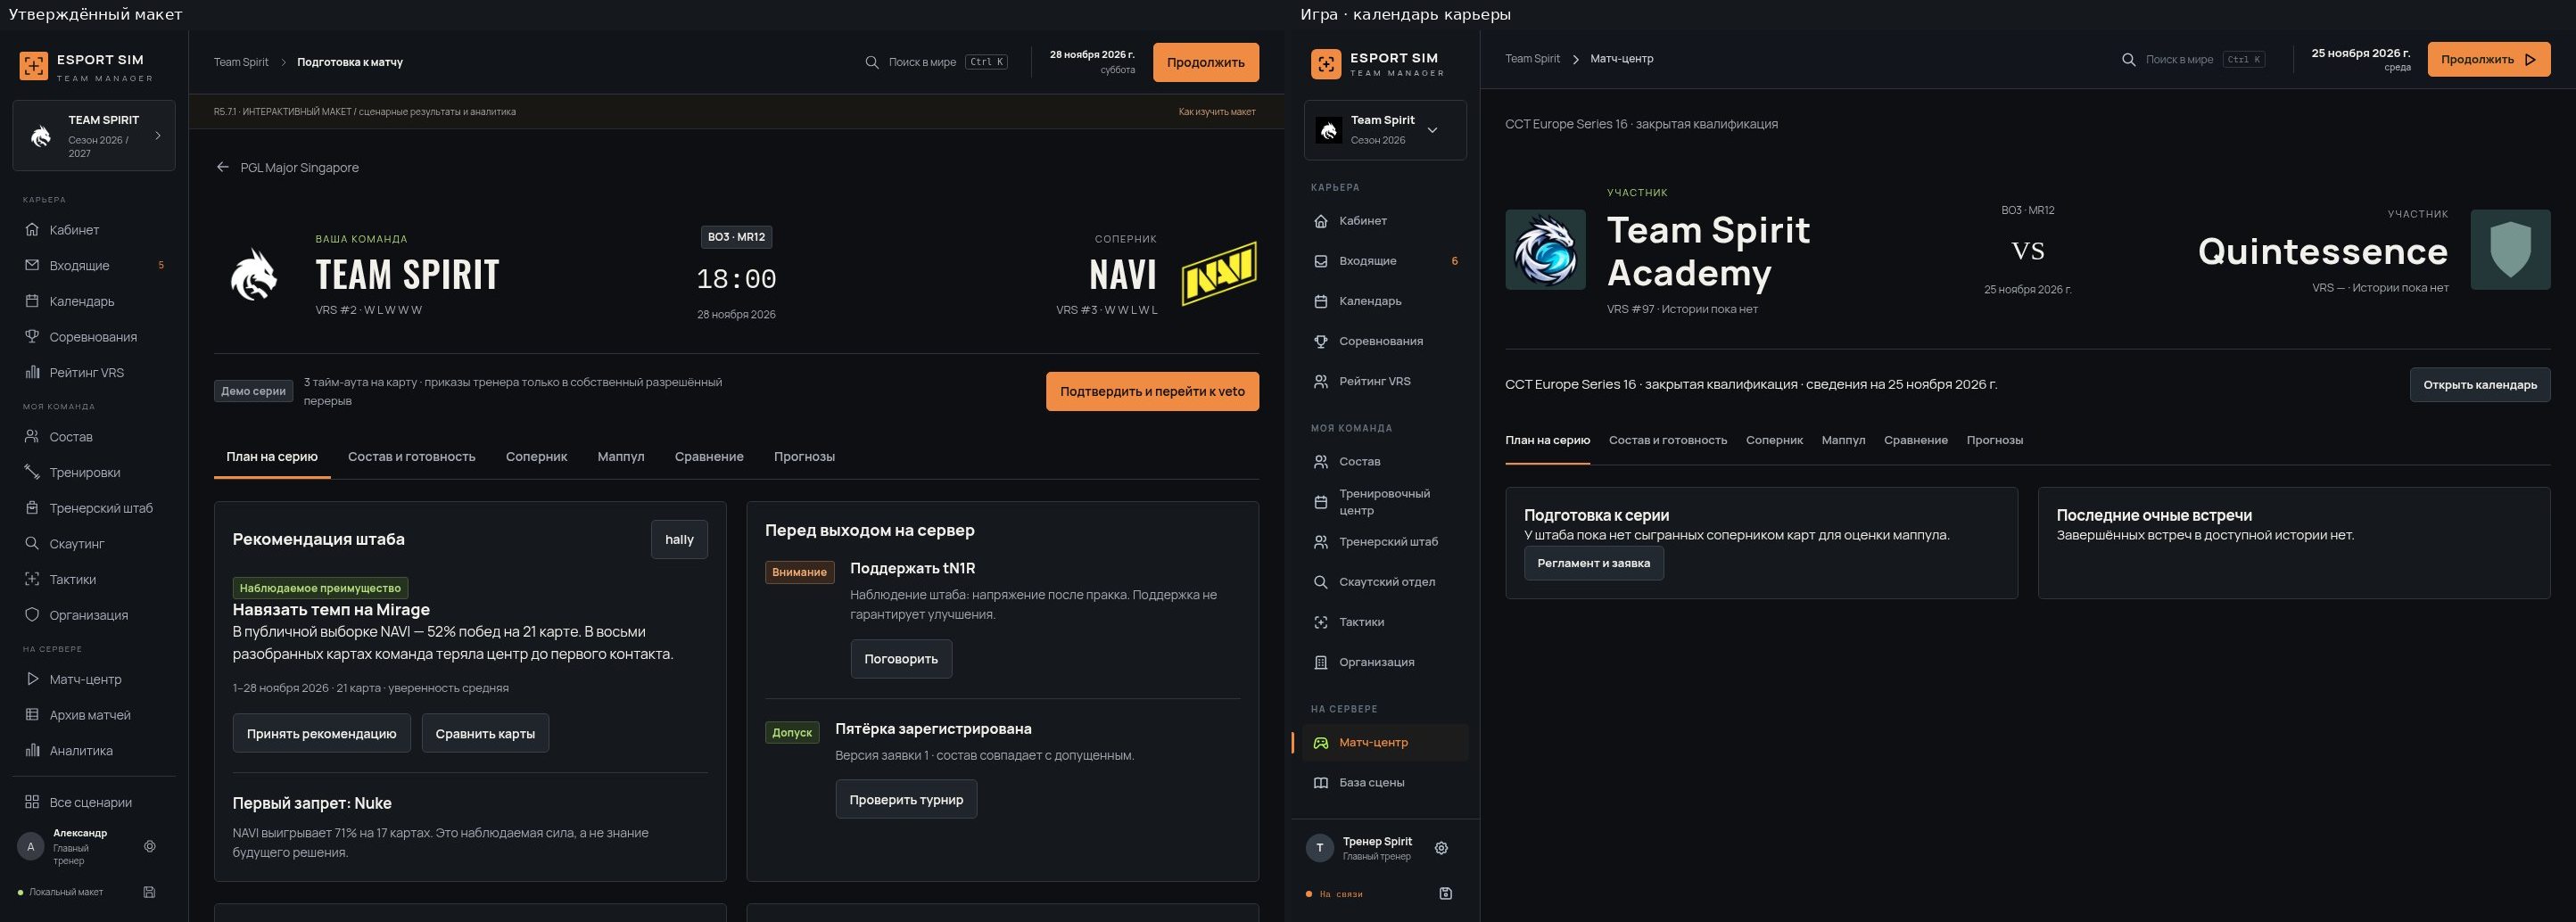 Утверждённый макет
ESPORT SIM
TEAM MANAGER
TEAM SPIRIT
Сезон 2026 /
2027
КАРЬЕРА
Кабинет
Входящие 5
Календарь
Соревнования
Рейтинг VRS
МОЯ КОМАНДА
Состав
Тренировки
Тренерский штаб
Скаутинг
Тактики
Организация
НА СЕРВЕРЕ
Матч-центр
Архив матчей
Аналитика
Все сценарии
А
Александр
Главный
тренер
Локальный макет
Team Spirit > Подготовка к матчу
Поиск в мире Ctrl K
28 ноября 2026 г.
суббота
Продолжить
R5.7.1 · ИНТЕРАКТИВНЫЙ МАКЕТ / сценарные результаты и аналитика
Как изучить макет
← PGL Major Singapore
ВАША КОМАНДА
TEAM SPIRIT
VRS #2 · W L W W W
BO3 · MR12
18:00
28 ноября 2026
СОПЕРНИК
NAVI
VRS #3 · W W L W L
NAVI
Демо серии
3 тайм-аута на карту · приказы тренера только в собственный разрешённый
перерыв
Подтвердить и перейти к veto
План на серию Состав и готовность Соперник Маппул Сравнение Прогнозы
Рекомендация штаба
hally
Наблюдаемое преимущество
Навязать темп на Mirage
В публичной выборке NAVI — 52% побед на 21 карте. В восьми
разобранных картах команда теряла центр до первого контакта.
1–28 ноября 2026 · 21 карта · уверенность средняя
Принять рекомендацию Сравнить карты
Первый запрет: Nuke
NAVI выигрывает 71% на 17 картах. Это наблюдаемая сила, а не знание
будущего решения.
Перед выходом на сервер
Внимание
Поддержать tN1R
Наблюдение штаба: напряжение после пракка. Поддержка не
гарантирует улучшения.
Поговорить
Допуск
Пятёрка зарегистрирована
Версия заявки 1 · состав совпадает с допущенным.
Проверить турнир
Игра · календарь карьеры
ESPORT SIM
TEAM MANAGER
Team Spirit
Сезон 2026
КАРЬЕРА
Кабинет
Входящие 6
Календарь
Соревнования
Рейтинг VRS
МОЯ КОМАНДА
Состав
Тренировочный
центр
Тренерский штаб
Скаутский отдел
Тактики
Организация
НА СЕРВЕРЕ
Матч-центр
База сцены
Т
Тренер Spirit
Главный тренер
На связи
Team Spirit > Матч-центр
Поиск в мире Ctrl K
25 ноября 2026 г.
среда
Продолжить
CCT Europe Series 16 · закрытая квалификация
УЧАСТНИК
Team Spirit
Academy
VRS #97 · Истории пока нет
BO3 · MR12
VS
25 ноября 2026 г.
УЧАСТНИК
Quintessence
VRS — · Истории пока нет
CCT Europe Series 16 · закрытая квалификация · сведения на 25 ноября 2026 г.
Открыть календарь
План на серию Состав и готовность Соперник Маппул Сравнение Прогнозы
Подготовка к серии
У штаба пока нет сыгранных соперником карт для оценки маппула.
Регламент и заявка
Последние очные встречи
Завершённых встреч в доступной истории нет.